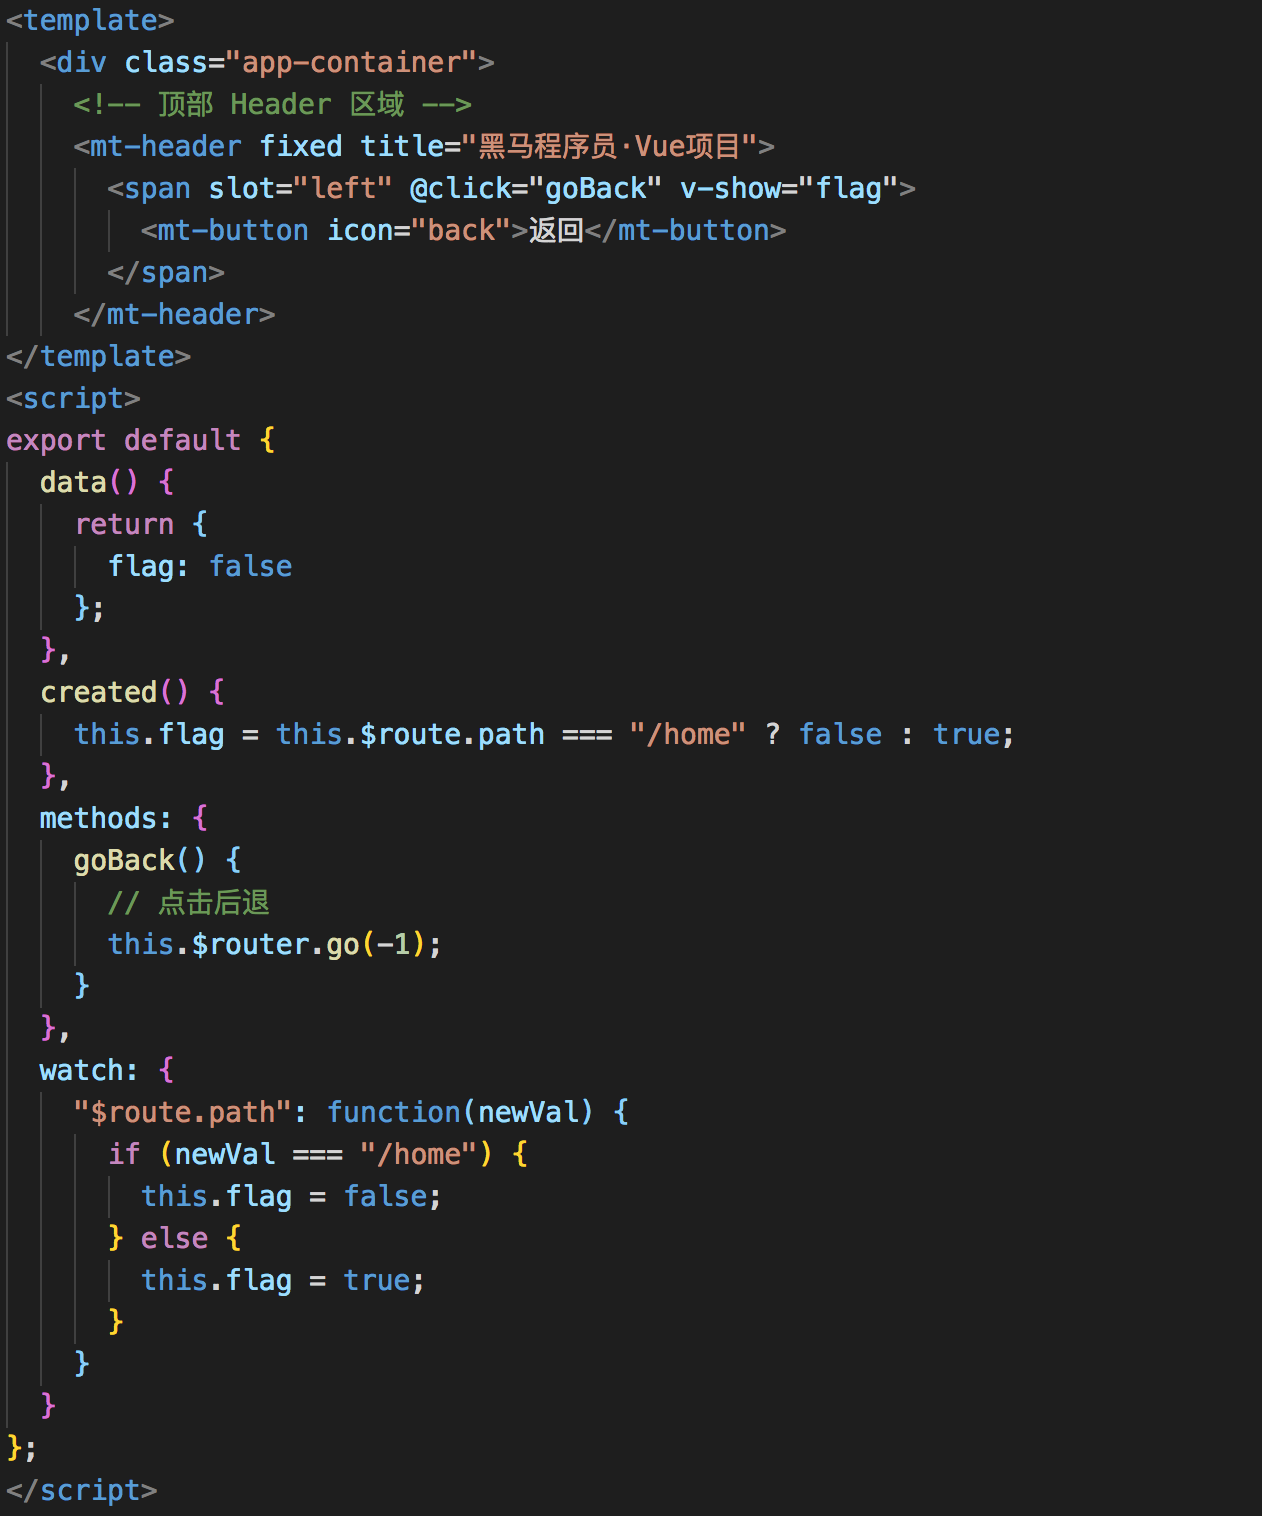 <template>
  <div class="app-container">
    <!-- 顶部 Header 区域 -->
    <mt-header fixed title="黑马程序员·Vue项目">
      <span slot="left" @click="goBack" v-show="flag">
        <mt-button icon="back">返回</mt-button>
      </span>
    </mt-header>
</template>
<script>
export default {
  data() {
    return {
      flag: false
    };
  },
  created() {
    this.flag = this.$route.path === "/home" ? false : true;
  },
  methods: {
    goBack() {
      // 点击后退
      this.$router.go(-1);
    }
  },
  watch: {
    "$route.path": function(newVal) {
      if (newVal === "/home") {
        this.flag = false;
      } else {
        this.flag = true;
      }
    }
  }
};
</script>